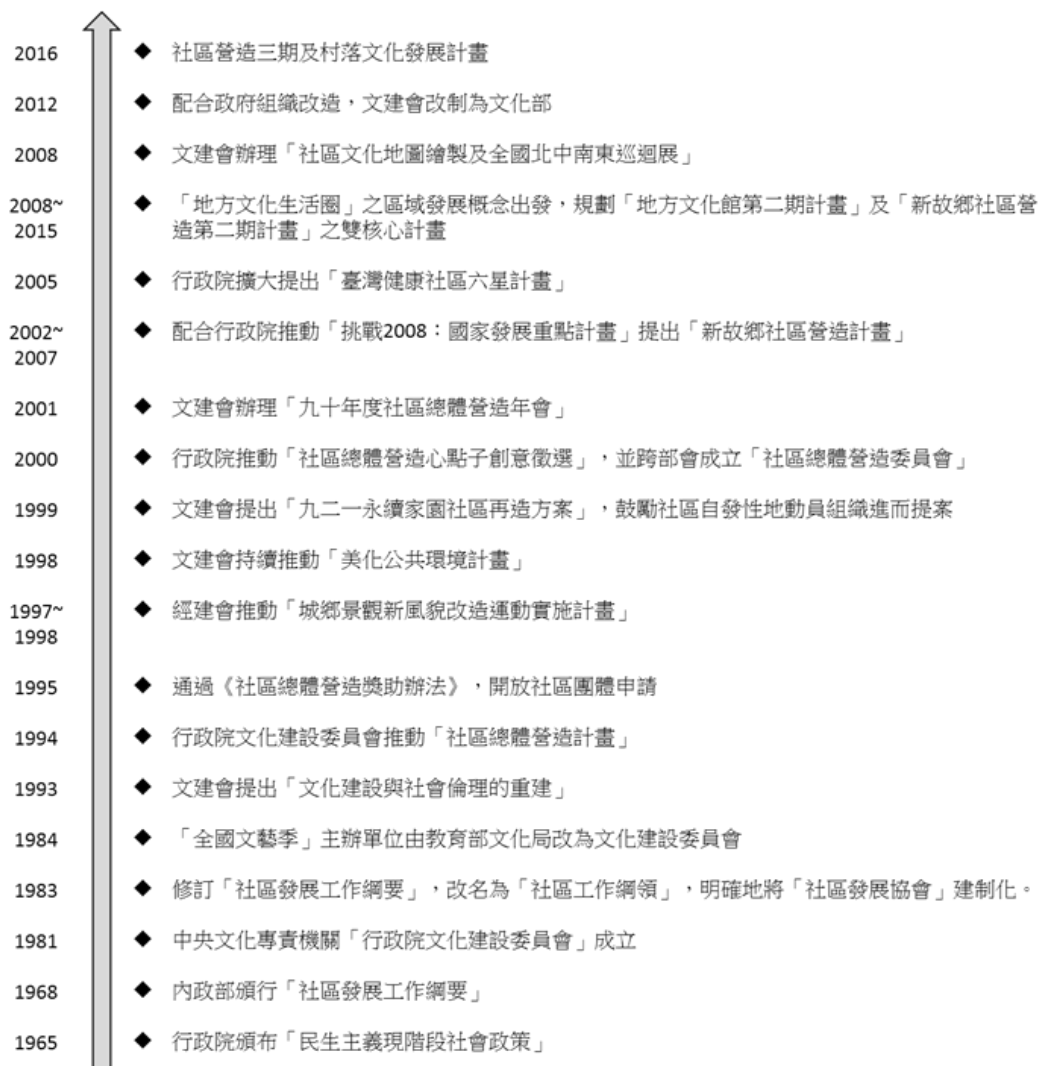 2016 ◆ 社區營造三期及村落文化發展計畫
2012 ◆ 配合政府組織改造，文建會改制為文化部
2008 ◆ 文建會辦理「社區文化地圖繪製及全國北中南東巡迴展」
2008~ ◆ 「地方文化生活圈」之區域發展概念出發，規劃「地方文化館第二期計畫」及「新故鄉社區營
2015 造第二期計畫」之雙核心計畫
2005 ◆ 行政院擴大提出「臺灣健康社區六星計畫」
2002~ ◆ 配合行政院推動「挑戰2008：國家發展重點計畫」提出「新故鄉社區營造計畫」
2007
2001 ◆ 文建會辦理「九十年度社區總體營造年會」
2000 ◆ 行政院推動「社區總體營造心點子創意徵選」，並跨部會成立「社區總體營造委員會」
1999 ◆ 文建會提出「九二一永續家園社區再造方案」，鼓勵社區自發性地動員組織進而提案
1998 ◆ 文建會持續推動「美化公共環境計畫」
1997~ ◆ 經建會推動「城鄉景觀新風貌改造運動實施計畫」
1998
1995 ◆ 通過《社區總體營造獎助辦法》，開放社區團體申請
1994 ◆ 行政院文化建設委員會推動「社區總體營造計畫」
1993 ◆ 文建會提出「文化建設與社會倫理的重建」
1984 ◆ 「全國文藝季」主辦單位由教育部文化局改為文化建設委員會
1983 ◆ 修訂「社區發展工作綱要」，改名為「社區工作綱領」，明確地將「社區發展協會」建制化。
1981 ◆ 中央文化專責機關「行政院文化建設委員會」成立
1968 ◆ 內政部頒行「社區發展工作綱要」
1965 ◆ 行政院頒布「民生主義現階段社會政策」